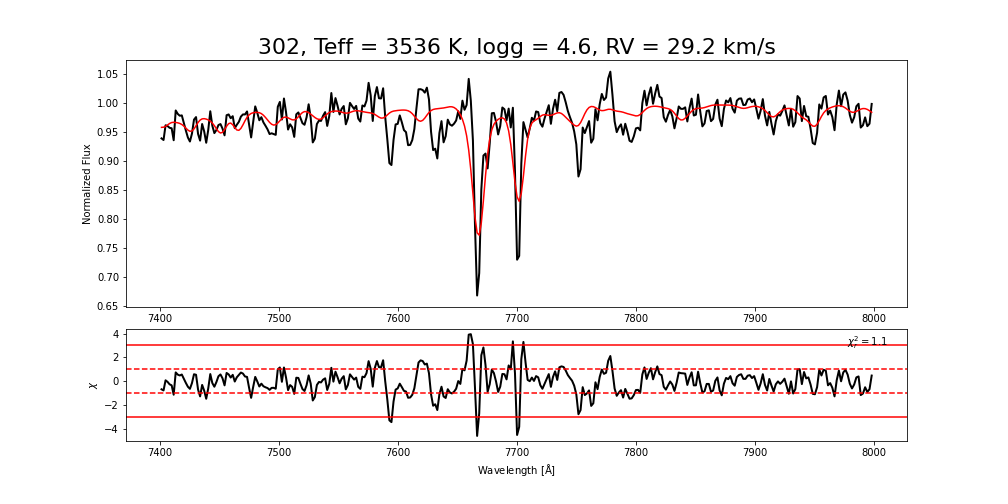 302, Teff = 3536 K, logg = 4.6, RV = 29.2 km/s
Normalized Flux
1.05
1.00
0.95
0.90
0.85
0.80
0.75
0.70
0.65
7400 7500 7600 7700 7800 7900 8000
χ
4
2
0
−2
−4
χ²ᵣ = 1.1
7400 7500 7600 7700 7800 7900 8000
Wavelength [Å]